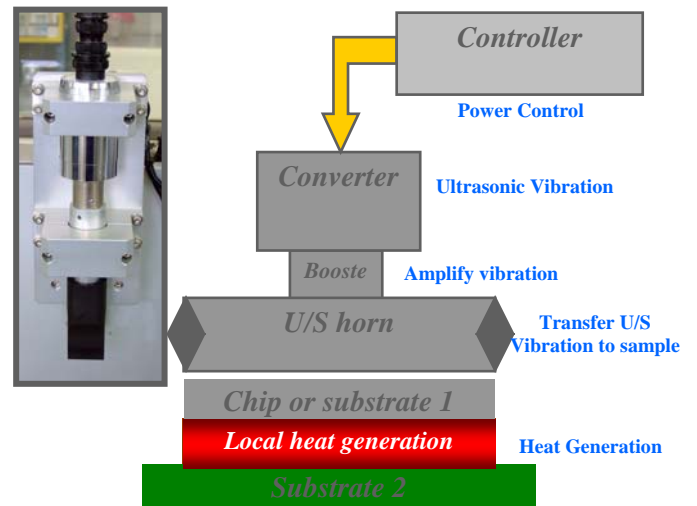 Controller
Power Control
Converter
Ultrasonic Vibration
Booste
Amplify vibration
U/S horn
Transfer U/S
Vibration to sample
Chip or substrate 1
Local heat generation
Heat Generation
Substrate 2